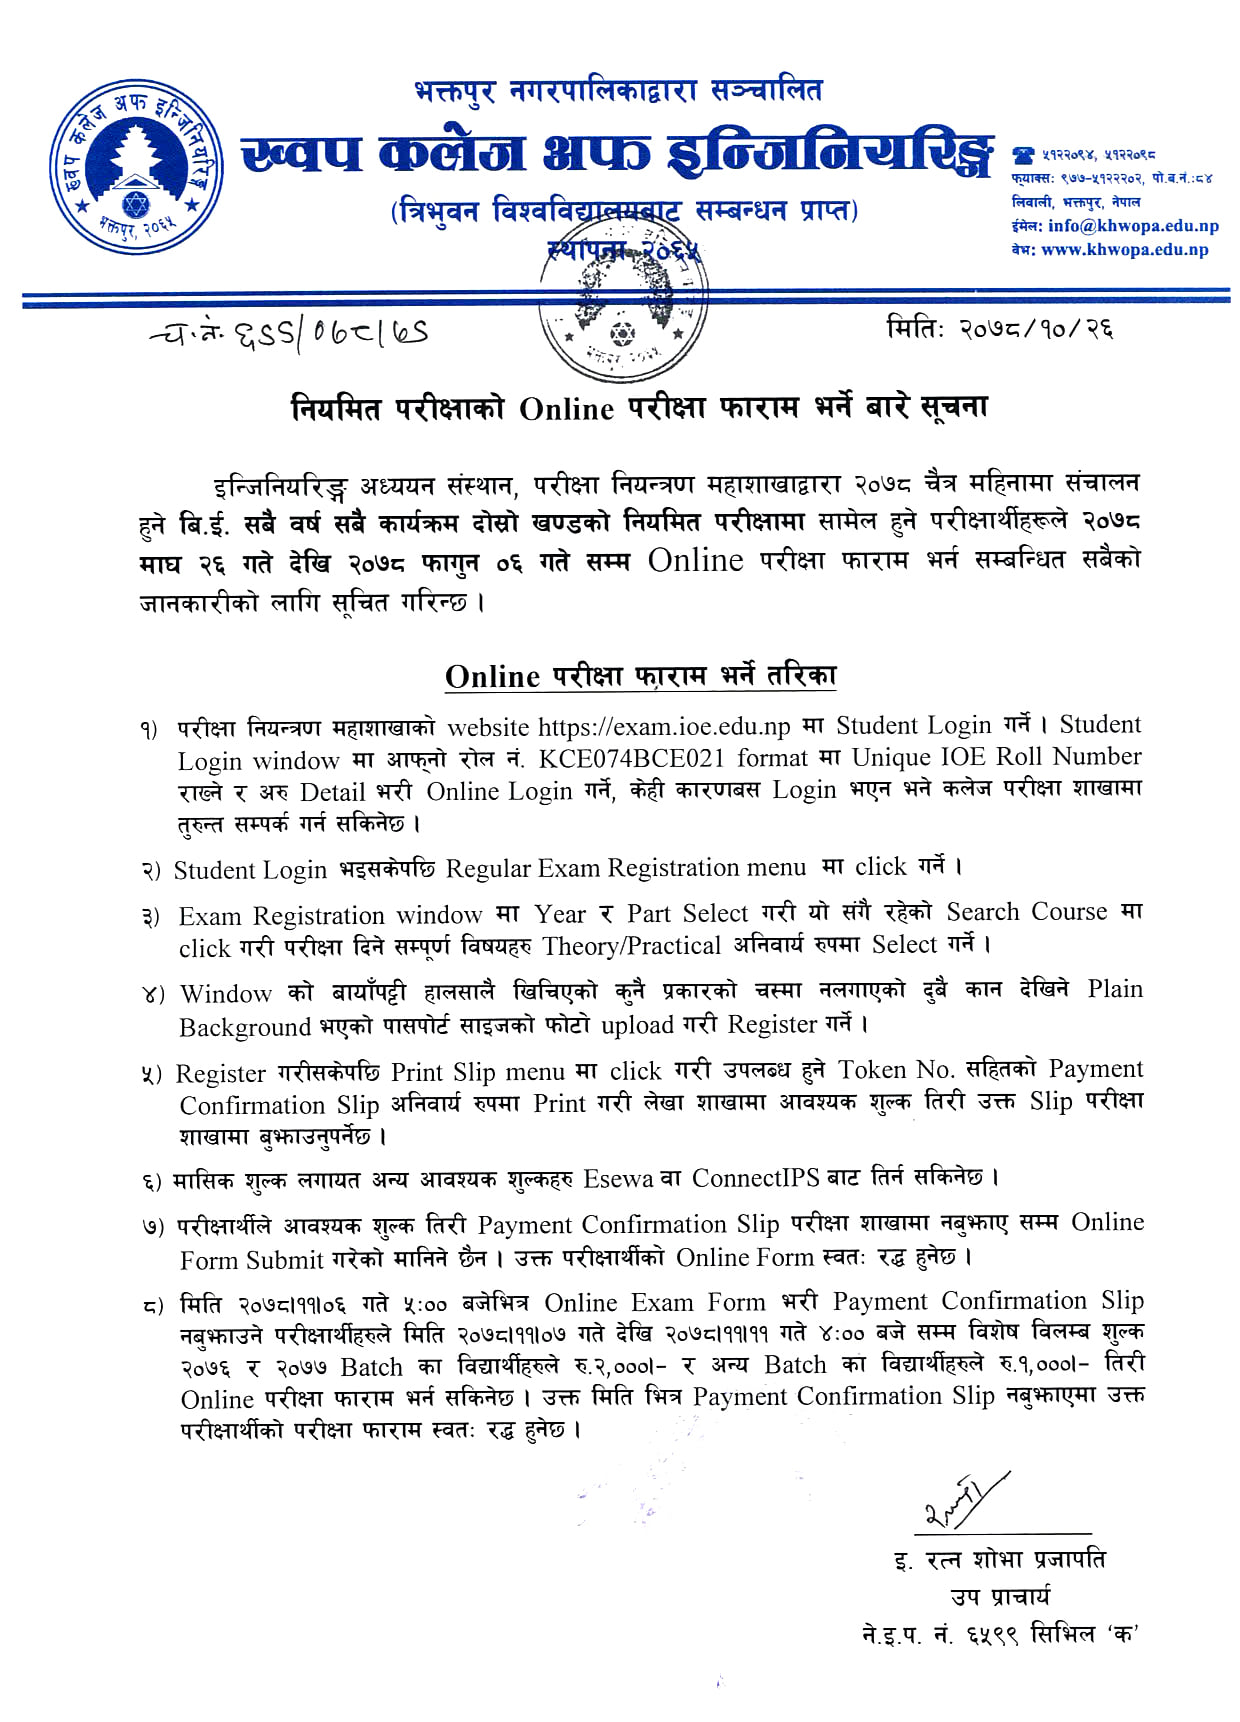 ख्वप कलेज अफ इन्जिनियरिङ्ग
भक्तपुर, २०६५
भक्तपुर नगरपालिकाद्वारा सञ्चालित
ख्वप कलेज अफ इन्जिनियरिङ्ग
(त्रिभुवन विश्वविद्यालयबाट सम्बन्धन प्राप्त)
स्थापना २०६५
☎ ५१२२०९४, ५१२२०९८
फ्याक्सः ९७७-५१२२२०२, पो.ब.नं.:८४
लिवाली, भक्तपुर, नेपाल
ईमेल: info@khwopa.edu.np
वेभ: www.khwopa.edu.np
च.नं. ६९९/०७८/७९
मितिः २०७८/१०/२६
नियमित परीक्षाको Online परीक्षा फाराम भर्ने बारे सूचना
इन्जिनियरिङ्ग अध्ययन संस्थान, परीक्षा नियन्त्रण महाशाखाद्वारा २०७८ चैत्र महिनामा संचालन
हुने बि.ई. सबै वर्ष सबै कार्यक्रम दोस्रो खण्डको नियमित परीक्षामा सामेल हुने परीक्षार्थीहरूले २०७८
माघ २६ गते देखि २०७८ फागुन ०६ गते सम्म Online परीक्षा फाराम भर्न सम्बन्धित सबैको
जानकारीको लागि सूचित गरिन्छ ।
Online परीक्षा फाराम भर्ने तरिका
१) परीक्षा नियन्त्रण महाशाखाको website https://exam.ioe.edu.np मा Student Login गर्ने । Student
Login window मा आफ्नो रोल नं. KCE074BCE021 format मा Unique IOE Roll Number
राख्ने र अरु Detail भरी Online Login गर्ने, केही कारणबस Login भएन भने कलेज परीक्षा शाखामा
तुरुन्त सम्पर्क गर्न सकिनेछ ।
२) Student Login भइसकेपछि Regular Exam Registration menu मा click गर्ने ।
३) Exam Registration window मा Year र Part Select गरी यो संगै रहेको Search Course मा
click गरी परीक्षा दिने सम्पूर्ण विषयहरु Theory/Practical अनिवार्य रुपमा Select गर्ने ।
४) Window को बायाँपट्टी हालसालै खिचिएको कुनै प्रकारको चस्मा नलगाएको दुबै कान देखिने Plain
Background भएको पासपोर्ट साइजको फोटो upload गरी Register गर्ने ।
५) Register गरीसकेपछि Print Slip menu मा click गरी उपलब्ध हुने Token No. सहितको Payment
Confirmation Slip अनिवार्य रुपमा Print गरी लेखा शाखामा आवश्यक शुल्क तिरी उक्त Slip परीक्षा
शाखामा बुझाउनुपर्नेछ ।
६) मासिक शुल्क लगायत अन्य आवश्यक शुल्कहरु Esewa वा ConnectIPS बाट तिर्न सकिनेछ ।
७) परीक्षार्थीले आवश्यक शुल्क तिरी Payment Confirmation Slip परीक्षा शाखामा नबुझाए सम्म Online
Form Submit गरेको मानिने छैन । उक्त परीक्षार्थीको Online Form स्वतः रद्ध हुनेछ ।
८) मिति २०७८।११।०६ गते ५:०० बजेभित्र Online Exam Form भरी Payment Confirmation Slip
नबुझाउने परीक्षार्थीहरुले मिति २०७८।११।०७ गते देखि २०७८।११।११ गते ४:०० बजे सम्म विशेष विलम्ब शुल्क
२०७६ र २०७७ Batch का विद्यार्थीहरुले रु.२,०००।- र अन्य Batch का विद्यार्थीहरुले रु.१,०००।- तिरी
Online परीक्षा फाराम भर्न सकिनेछ । उक्त मिति भित्र Payment Confirmation Slip नबुझाएमा उक्त
परीक्षार्थीको परीक्षा फाराम स्वतः रद्ध हुनेछ ।
इ. रत्न शोभा प्रजापति
उप प्राचार्य
ने.इ.प. नं. ६५९९ सिभिल ‘क’